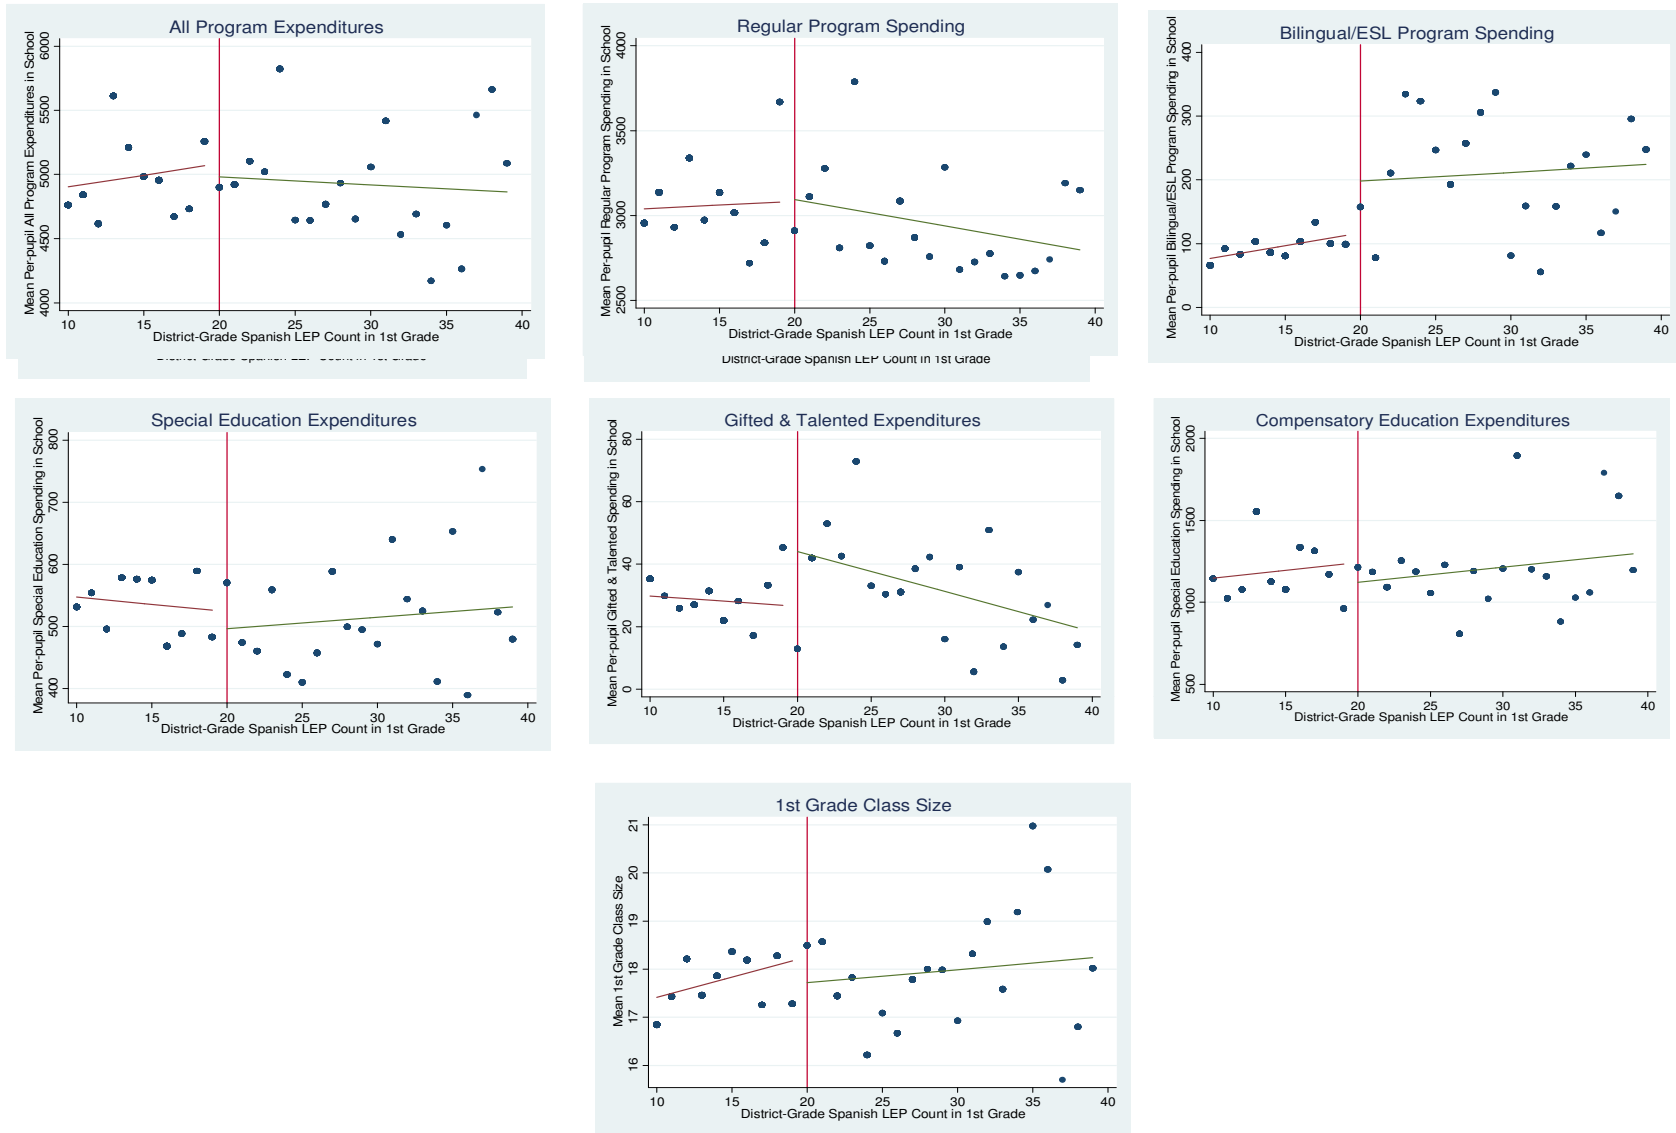 All Program Expenditures
Mean Per-pupil All Program Expenditures in School
6000
5500
5000
4500
4000
10 15 20 25 30 35 40
District-Grade Spanish LEP Count in 1st Grade
District-Grade Spanish LEP Count in 1st Grade
Regular Program Spending
Mean Per-pupil Regular Program Spending in School
4000
3500
3000
2500
10 15 20 25 30 35 40
District-Grade Spanish LEP Count in 1st Grade
District-Grade Spanish LEP Count in 1st Grade
Bilingual/ESL Program Spending
Mean Per-pupil Bilingual/ESL Program Spending in School
400
300
200
100
0
10 15 20 25 30 35 40
District-Grade Spanish LEP Count in 1st Grade
Special Education Expenditures
Mean Per-pupil Special Education Spending in School
800
700
600
500
400
10 15 20 25 30 35 40
District-Grade Spanish LEP Count in 1st Grade
Gifted & Talented Expenditures
Mean Per-pupil Gifted & Talented Spending in School
80
60
40
20
0
10 15 20 25 30 35 40
District-Grade Spanish LEP Count in 1st Grade
Compensatory Education Expenditures
Mean Per-pupil Special Education Spending in School
2000
1500
1000
500
10 15 20 25 30 35 40
District-Grade Spanish LEP Count in 1st Grade
1st Grade Class Size
Mean 1st Grade Class Size
21
20
19
18
17
16
10 15 20 25 30 35 40
District-Grade Spanish LEP Count in 1st Grade